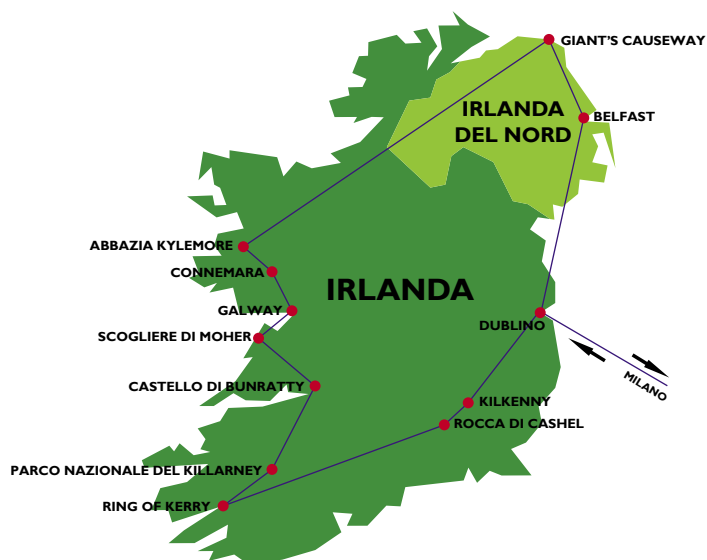 GIANT'S CAUSEWAY
IRLANDA
DEL NORD
BELFAST
ABBAZIA KYLEMORE
CONNEMARA
IRLANDA
GALWAY
DUBLINO
SCOGLIERE DI MOHER
MILANO
CASTELLO DI BUNRATTY
KILKENNY
ROCCA DI CASHEL
PARCO NAZIONALE DEL KILLARNEY
RING OF KERRY